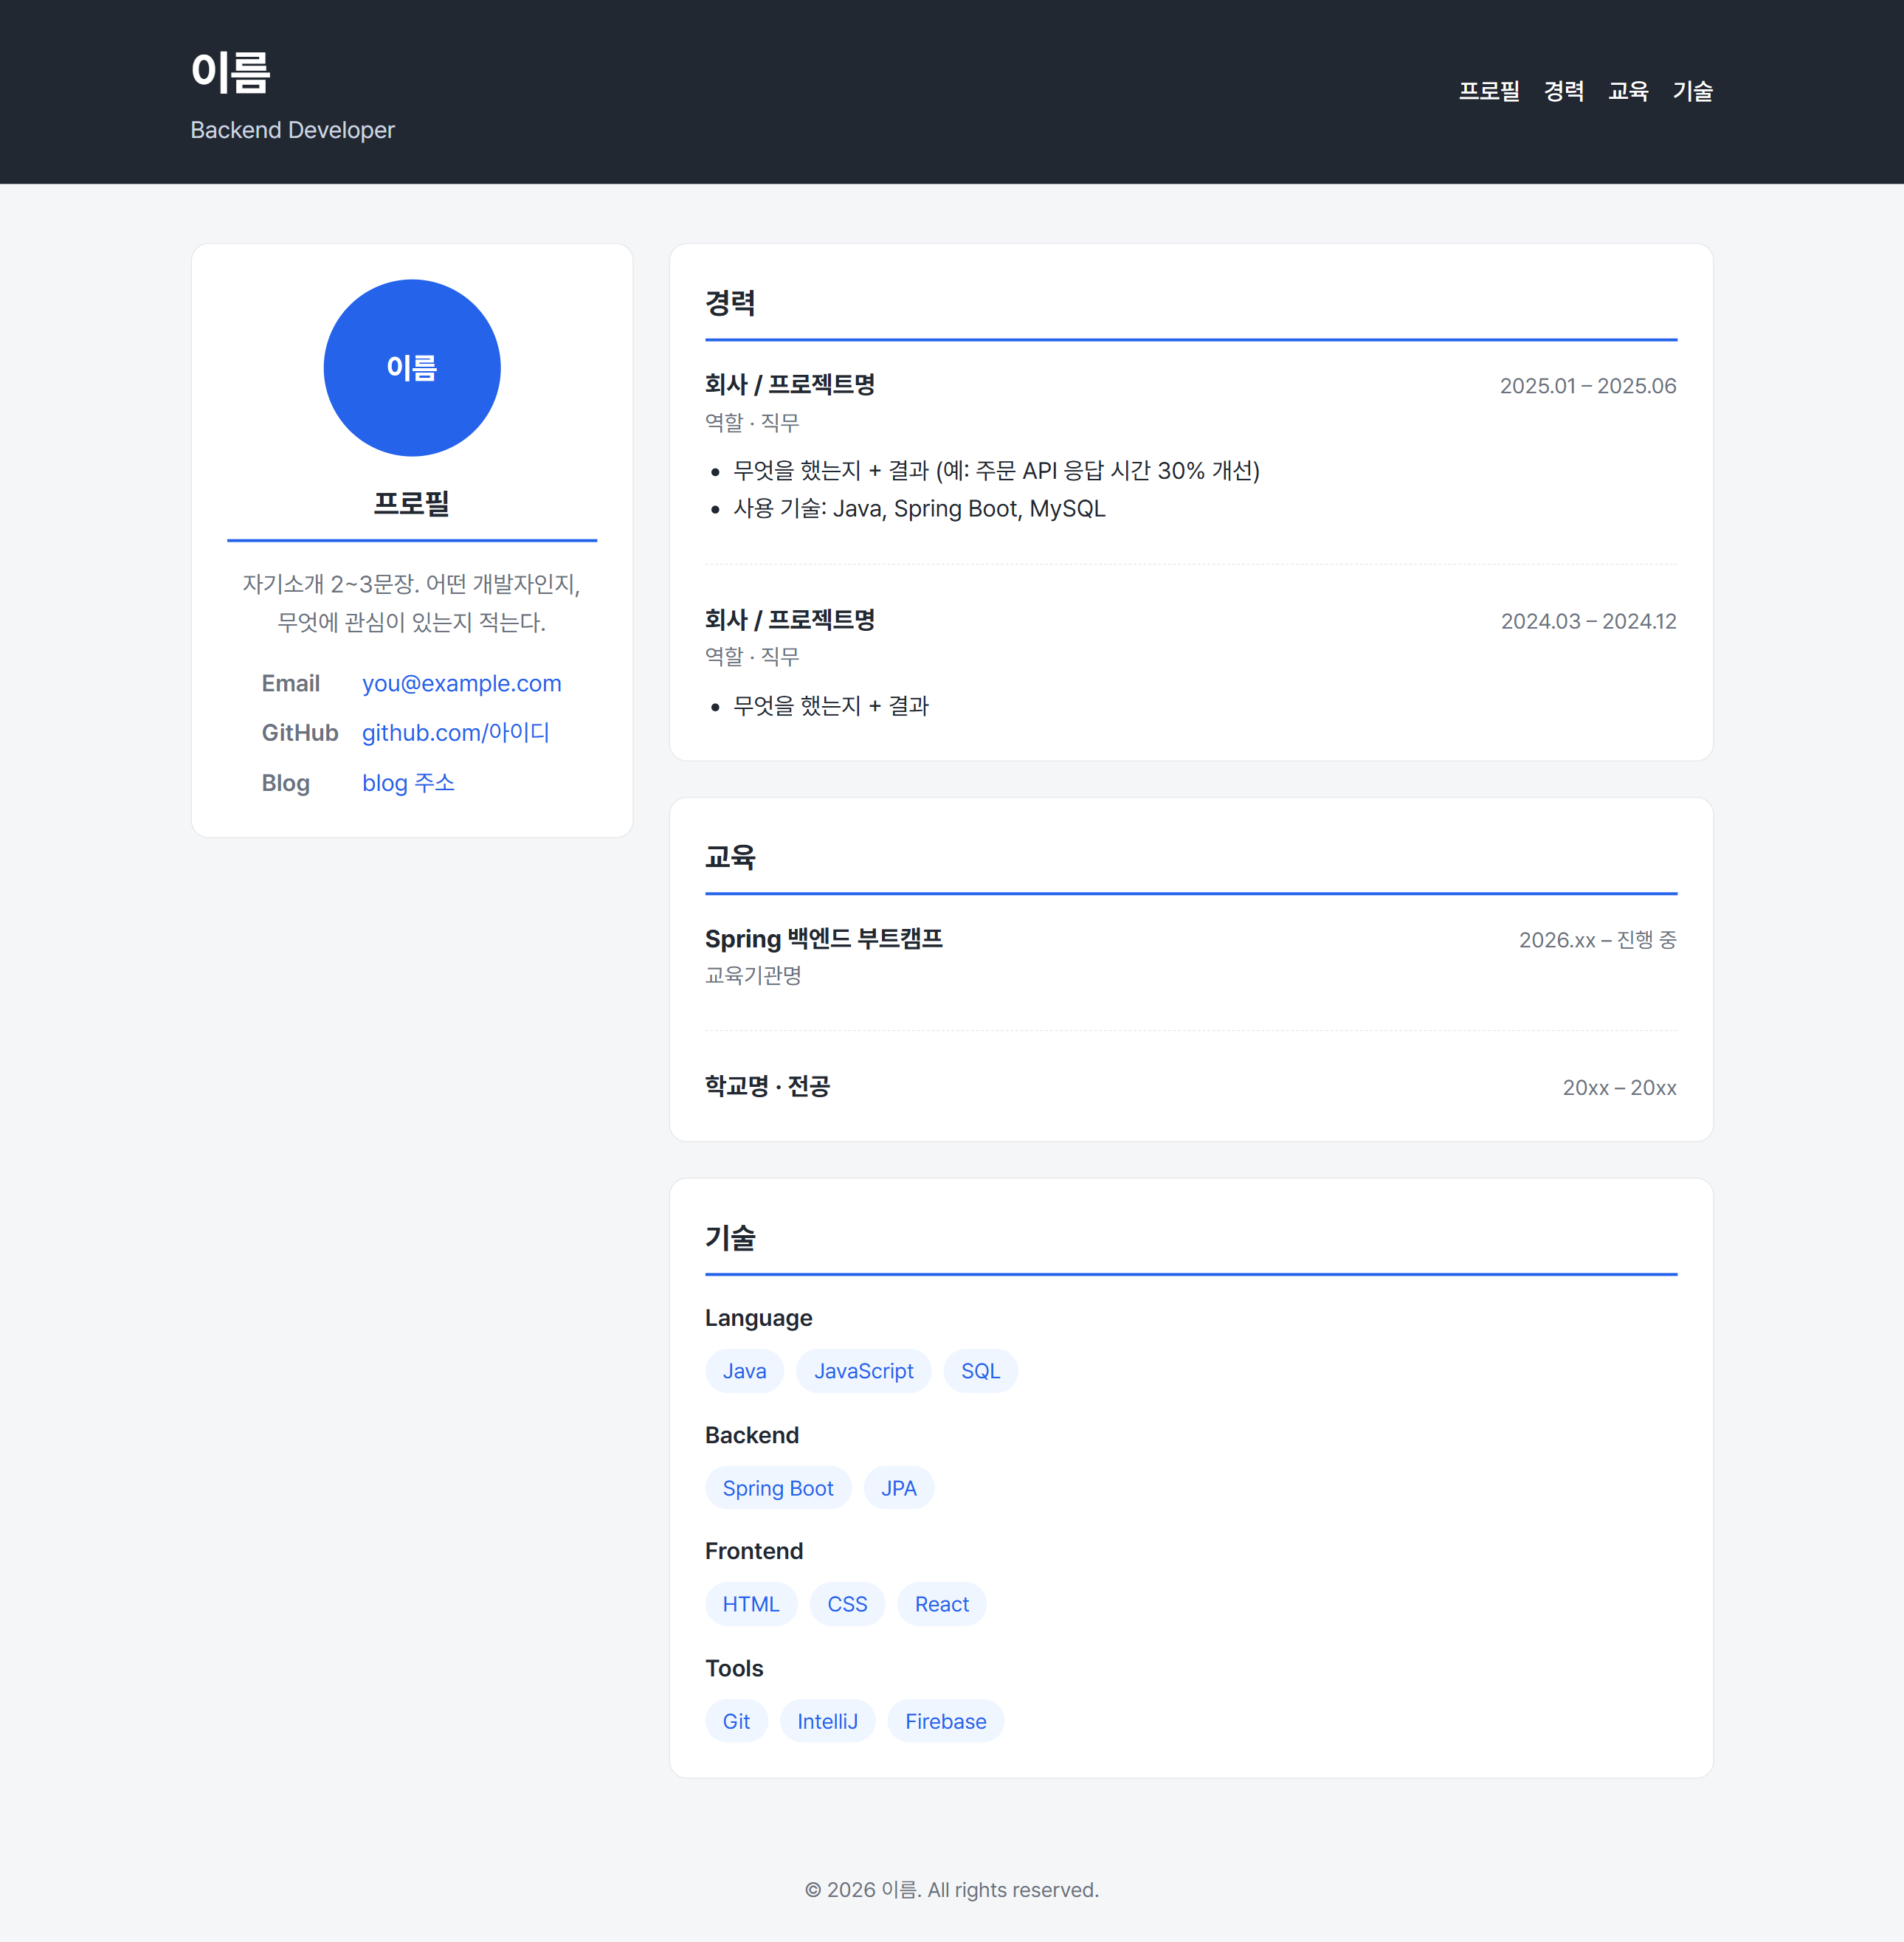 이름
Backend Developer
프로필 경력 교육 기술
이름
프로필
자기소개 2~3문장. 어떤 개발자인지,
무엇에 관심이 있는지 적는다.
Email you@example.com
GitHub github.com/아이디
Blog blog 주소
경력
회사 / 프로젝트명 2025.01 – 2025.06
역할 · 직무
• 무엇을 했는지 + 결과 (예: 주문 API 응답 시간 30% 개선)
• 사용 기술: Java, Spring Boot, MySQL
회사 / 프로젝트명 2024.03 – 2024.12
역할 · 직무
• 무엇을 했는지 + 결과
교육
Spring 백엔드 부트캠프 2026.xx – 진행 중
교육기관명
학교명 · 전공 20xx – 20xx
기술
Language
Java JavaScript SQL
Backend
Spring Boot JPA
Frontend
HTML CSS React
Tools
Git IntelliJ Firebase
© 2026 이름. All rights reserved.